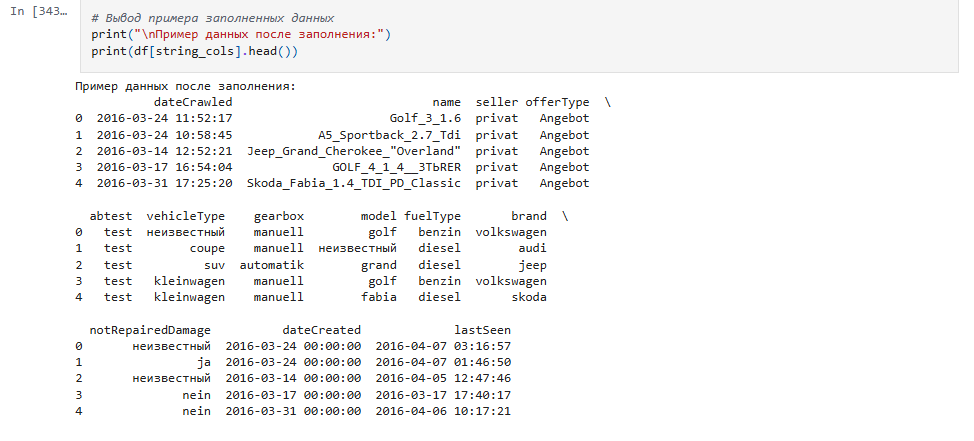 In [343…
# Вывод примера заполненных данных
print("\nПример данных после заполнения:")
print(df[string_cols].head())
Пример данных после заполнения:
dateCrawled name seller offerType \
0 2016-03-24 11:52:17 Golf_3_1.6 privat Angebot
1 2016-03-24 10:58:45 A5_Sportback_2.7_Tdi privat Angebot
2 2016-03-14 12:52:21 Jeep_Grand_Cherokee_"Overland" privat Angebot
3 2016-03-17 16:54:04 GOLF_4_1_4__3TЬRER privat Angebot
4 2016-03-31 17:25:20 Skoda_Fabia_1.4_TDI_PD_Classic privat Angebot
abtest vehicleType gearbox model fuelType brand \
0 test неизвестный manuell golf benzin volkswagen
1 test coupe manuell неизвестный diesel audi
2 test suv automatik grand diesel jeep
3 test kleinwagen manuell golf benzin volkswagen
4 test kleinwagen manuell fabia diesel skoda
notRepairedDamage dateCreated lastSeen
0 неизвестный 2016-03-24 00:00:00 2016-04-07 03:16:57
1 ja 2016-03-24 00:00:00 2016-04-07 01:46:50
2 неизвестный 2016-03-14 00:00:00 2016-04-05 12:47:46
3 nein 2016-03-17 00:00:00 2016-03-17 17:40:17
4 nein 2016-03-31 00:00:00 2016-04-06 10:17:21